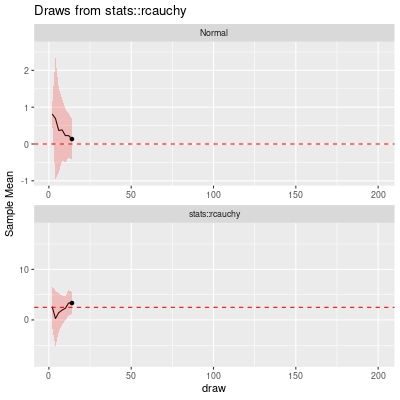 Draws from stats::rcauchy
Normal
2
1
0
-1
0 50 100 150 200
stats::rcauchy
10
0
0 50 100 150 200
Sample Mean
draw